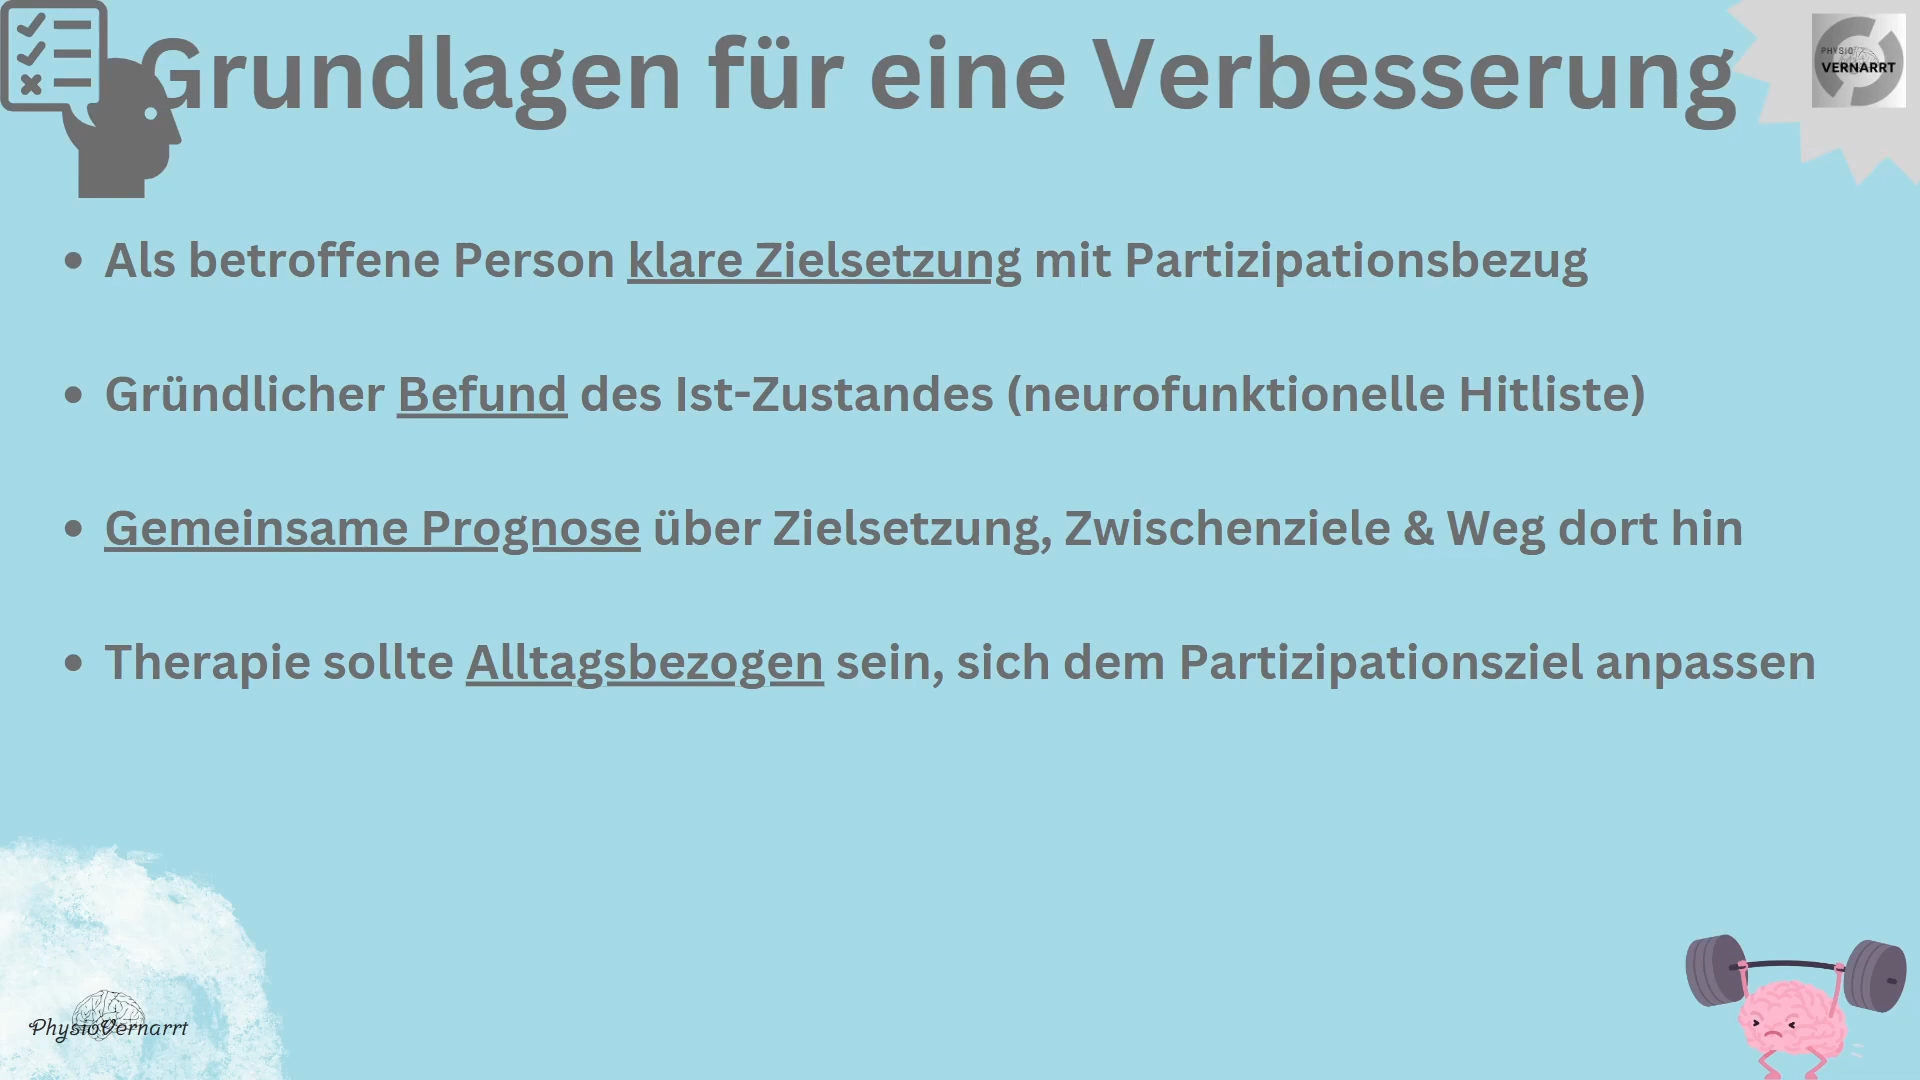 Grundlagen für eine Verbesserung
PHYSIO
VERNARRT
• Als betroffene Person klare Zielsetzung mit Partizipationsbezug
• Gründlicher Befund des Ist-Zustandes (neurofunktionelle Hitliste)
• Gemeinsame Prognose über Zielsetzung, Zwischenziele & Weg dort hin
• Therapie sollte Alltagsbezogen sein, sich dem Partizipationsziel anpassen
PhysioVernarrt